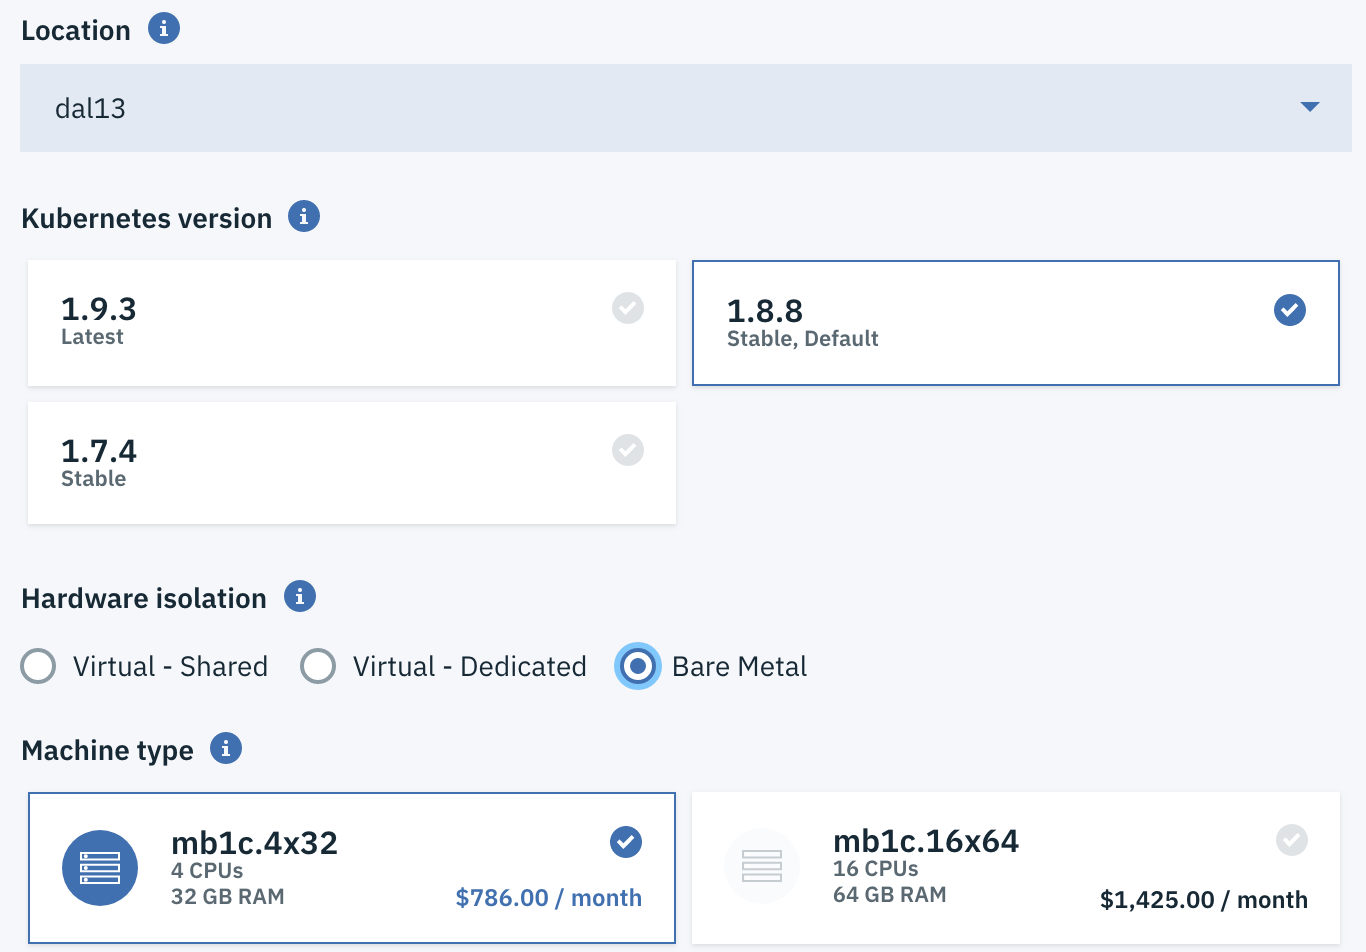 Location
dal13
Kubernetes version
1.9.3
Latest
1.8.8
Stable, Default
1.7.4
Stable
Hardware isolation
Virtual - Shared
Virtual - Dedicated
Bare Metal
Machine type
mb1c.4x32
4 CPUs
32 GB RAM
$786.00 / month
mb1c.16x64
16 CPUs
64 GB RAM
$1,425.00 / month